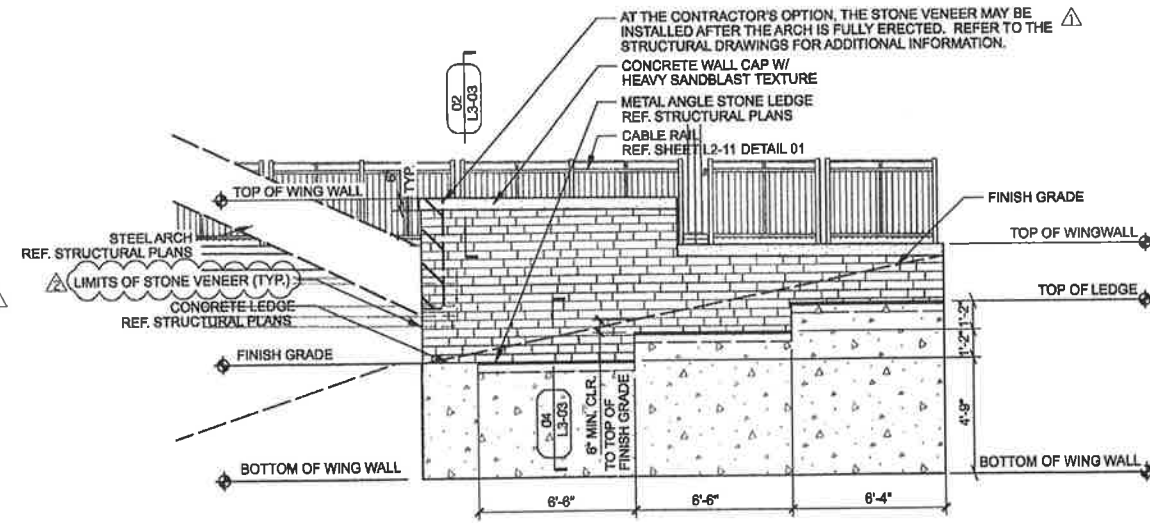 AT THE CONTRACTOR'S OPTION, THE STONE VENEER MAY BE
INSTALLED AFTER THE ARCH IS FULLY ERECTED. REFER TO THE
STRUCTURAL DRAWINGS FOR ADDITIONAL INFORMATION.
1
CONCRETE WALL CAP W/
HEAVY SANDBLAST TEXTURE
02
L3-03
METAL ANGLE STONE LEDGE
REF. STRUCTURAL PLANS
CABLE RAIL
REF. SHEET L2-11 DETAIL 01
TOP OF WING WALL
6"
TYP.
FINISH GRADE
STEEL ARCH
REF. STRUCTURAL PLANS
TOP OF WINGWALL
2
LIMITS OF STONE VENEER (TYP.)
TOP OF LEDGE
CONCRETE LEDGE
REF. STRUCTURAL PLANS
1'-2"
1'-2"
FINISH GRADE
04
L3-03
6" MIN. CLR.
TO TOP OF
FINISH GRADE
4'-9"
BOTTOM OF WING WALL
BOTTOM OF WING WALL
6'-6"
6'-6"
6'-4"